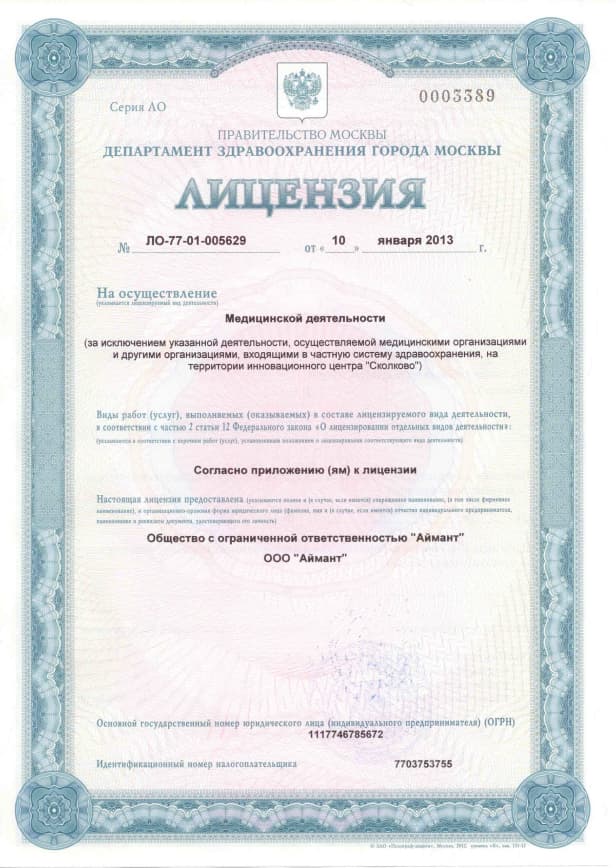 Серия ЛО
0003389
ПРАВИТЕЛЬСТВО МОСКВЫ
ДЕПАРТАМЕНТ ЗДРАВООХРАНЕНИЯ ГОРОДА МОСКВЫ
ЛИЦЕНЗИЯ
№ ЛО-77-01-005629 от « 10 » января 2013 г.
На осуществление
(указывается лицензируемый вид деятельности)
Медицинской деятельности
(за исключением указанной деятельности, осуществляемой медицинскими организациями
и другими организациями, входящими в частную систему здравоохранения, на
территории инновационного центра "Сколково")
Виды работ (услуг), выполняемых (оказываемых) в составе лицензируемого вида деятельности,
в соответствии с частью 2 статьи 12 Федерального закона «О лицензировании отдельных видов деятельности»:
(указываются в соответствии с перечнем работ (услуг), установленным положением о лицензировании соответствующего вида деятельности)
Согласно приложению (ям) к лицензии
Настоящая лицензия предоставлена (указываются полное и (в случае, если имеется) сокращенное наименование, (в том числе фирменное
наименование), и организационно-правовая форма юридического лица (фамилия, имя и (в случае, если имеется) отчество индивидуального предпринимателя,
наименование и реквизиты документа, удостоверяющего его личность)
Общество с ограниченной ответственностью "Аймант"
ООО "Аймант"
Основной государственный номер юридического лица (индивидуального предпринимателя) (ОГРН)
1117746785672
Идентификационный номер налогоплательщика 7703753755